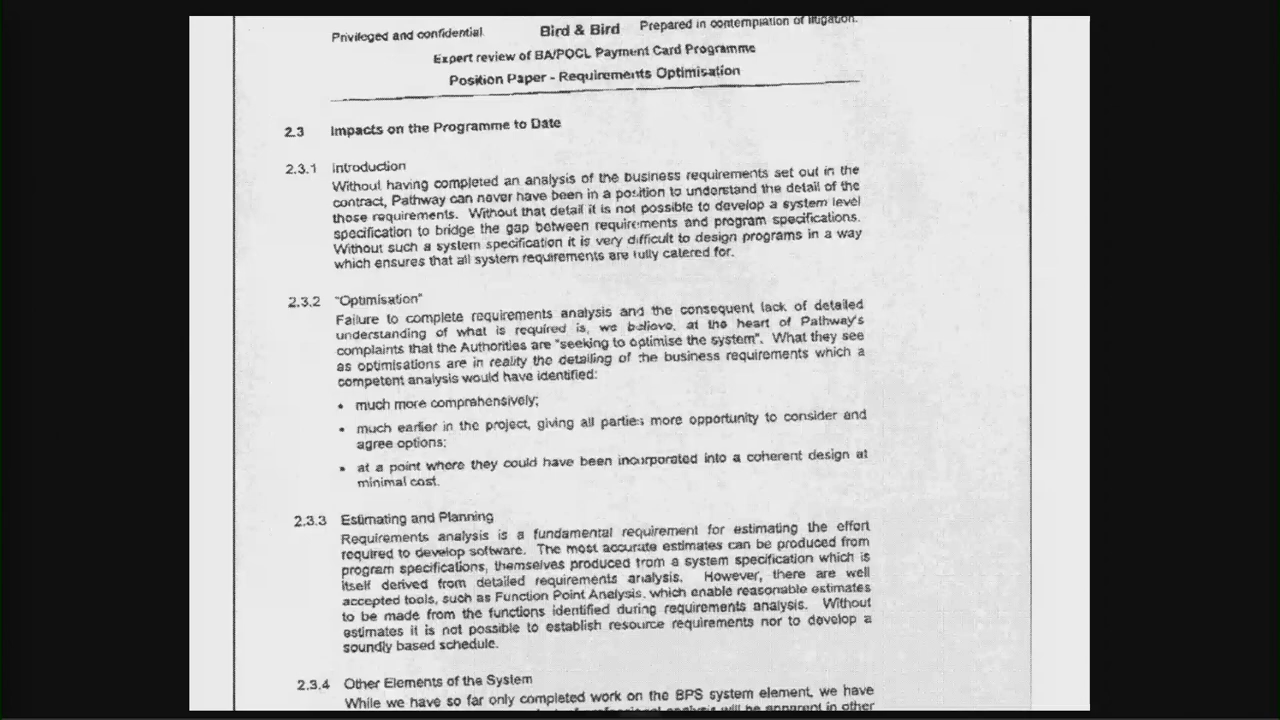 Privileged and confidential. Bird & Bird Prepared in contemplation of litigation.
Expert review of BA/POCL Payment Card Programme
Position Paper - Requirements Optimisation
2.3 Impacts on the Programme to Date
2.3.1 Introduction
Without having completed an analysis of the business requirements set out in the
contract, Pathway can never have been in a position to understand the detail of the
those requirements. Without that detail it is not possible to develop a system level
specification to bridge the gap between requirements and program specifications.
Without such a system specification it is very difficult to design programs in a way
which ensures that all system requirements are fully catered for.
2.3.2 "Optimisation"
Failure to complete requirements analysis and the consequent lack of detailed
understanding of what is required is, we believe, at the heart of Pathway's
complaints that the Authorities are "seeking to optimise the system". What they see
as optimisations are in reality the detailing of the business requirements which a
competent analysis would have identified:
• much more comprehensively;
• much earlier in the project, giving all parties more opportunity to consider and
agree options;
• at a point where they could have been incorporated into a coherent design at
minimal cost.
2.3.3 Estimating and Planning
Requirements analysis is a fundamental requirement for estimating the effort
required to develop software. The most accurate estimates can be produced from
program specifications, themselves produced from a system specification which is
itself derived from detailed requirements analysis. However, there are well
accepted tools, such as Function Point Analysis, which enable reasonable estimates
to be made from the functions identified during requirements analysis. Without
estimates it is not possible to establish resource requirements nor to develop a
soundly based schedule.
2.3.4 Other Elements of the System
While we have so far only completed work on the BPS system element, we have
of professional analysis will be apparent in other